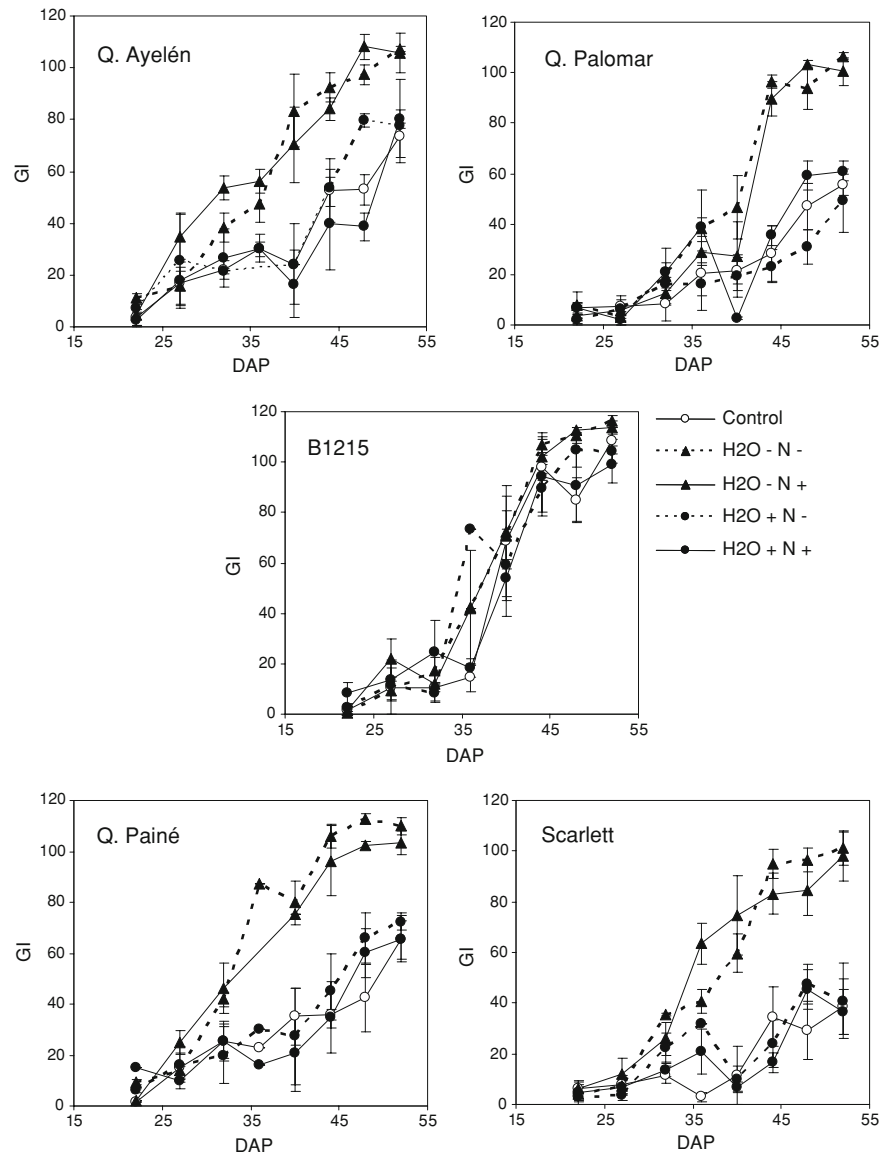 Q. Ayelén
GI
120
100
80
60
40
20
0
15 25 35 45 55
DAP
Q. Palomar
GI
120
100
80
60
40
20
0
15 25 35 45 55
DAP
B1215
GI
120
100
80
60
40
20
0
15 25 35 45 55
DAP
Control
H2O - N -
H2O - N +
H2O + N -
H2O + N +
Q. Painé
GI
120
100
80
60
40
20
0
15 25 35 45 55
DAP
Scarlett
GI
120
100
80
60
40
20
0
15 25 35 45 55
DAP